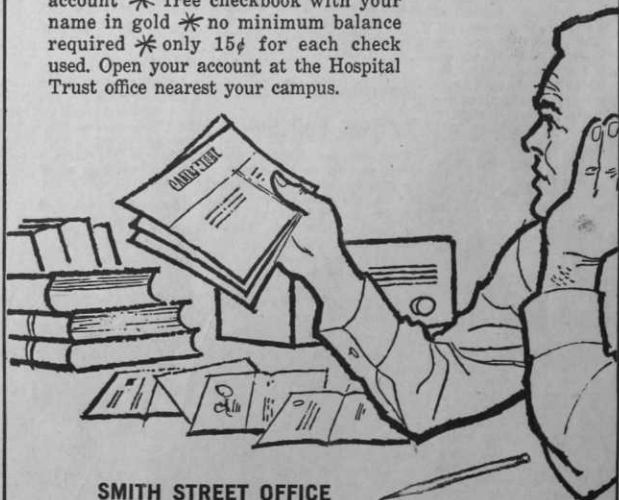 account ✳ free checkbook with your
name in gold ✳ no minimum balance
required ✳ only 15¢ for each check
used. Open your account at the Hospital
Trust office nearest your campus.
SMITH STREET OFFICE